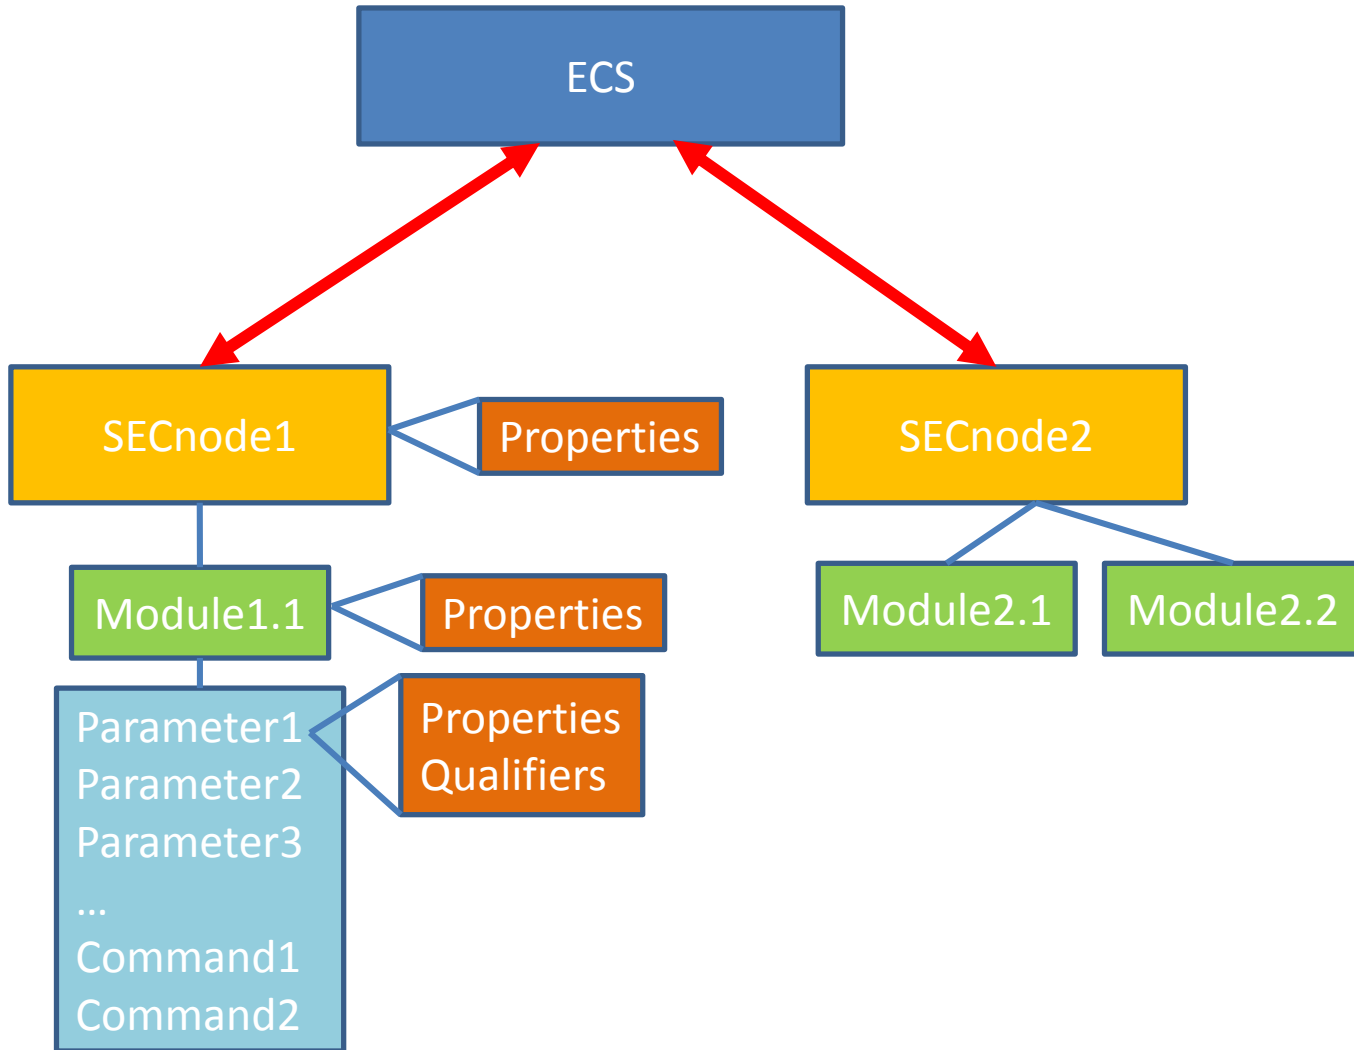 ECS
SECnode1
Properties
SECnode2
Module1.1
Properties
Module2.1
Module2.2
Parameter1
Parameter2
Parameter3
...
Command1
Command2
Properties
Qualifiers